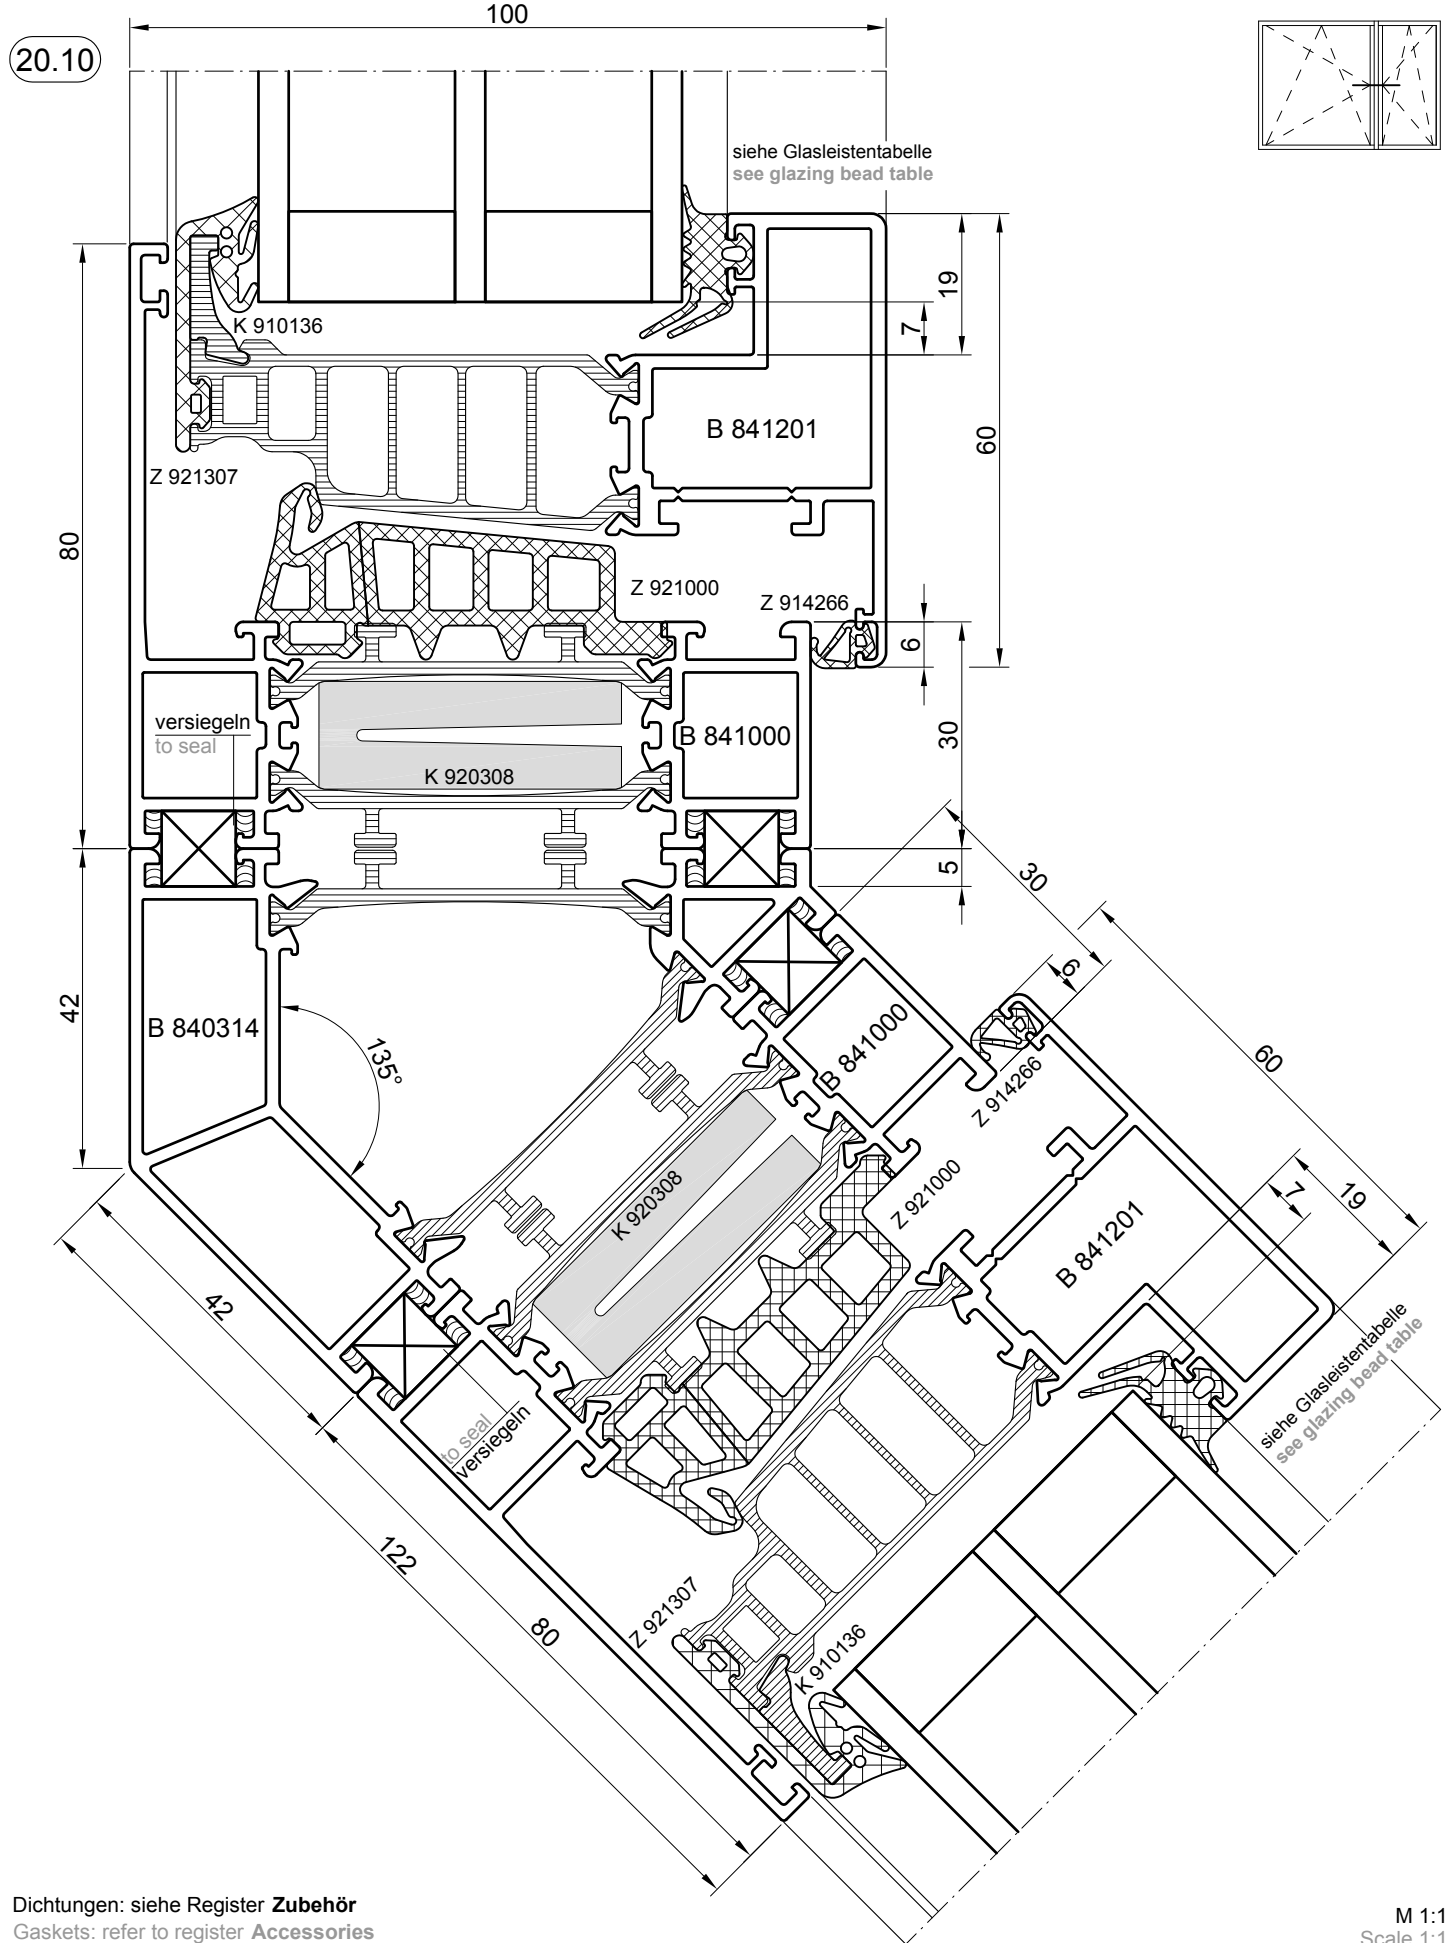 100
20.10
siehe Glasleistentabelle
see glazing bead table
19
7
K 910136
B 841201
60
Z 921307
80
Z 921000
Z 914266
6
versiegeln
to seal
B 841000
30
K 920308
5
30
6
60
42
B 840314
135°
B 841000
Z 914266
K 920308
Z 921000
B 841201
7
19
42
siehe Glasleistentabelle
see glazing bead table
to seal
versiegeln
122
80
Z 921307
K 910136
Dichtungen: siehe Register Zubehör
Gaskets: refer to register Accessories
M 1:1
Scale 1:1